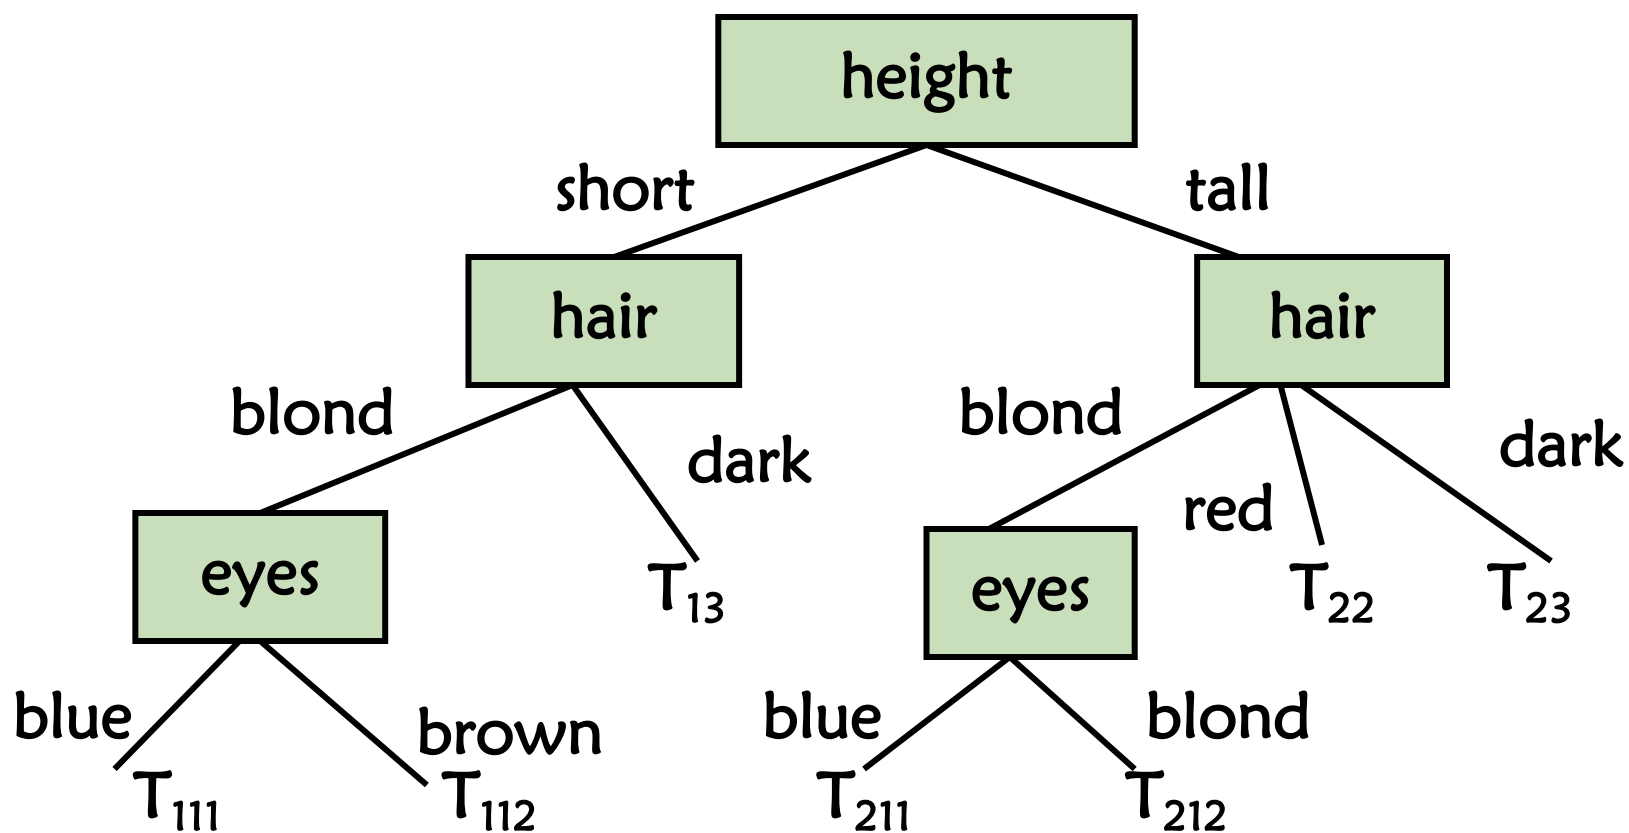 height
short tall
hair hair
blond dark blond red dark
eyes T13 eyes T22 T23
blue brown blue blond
T111 T112 T211 T212